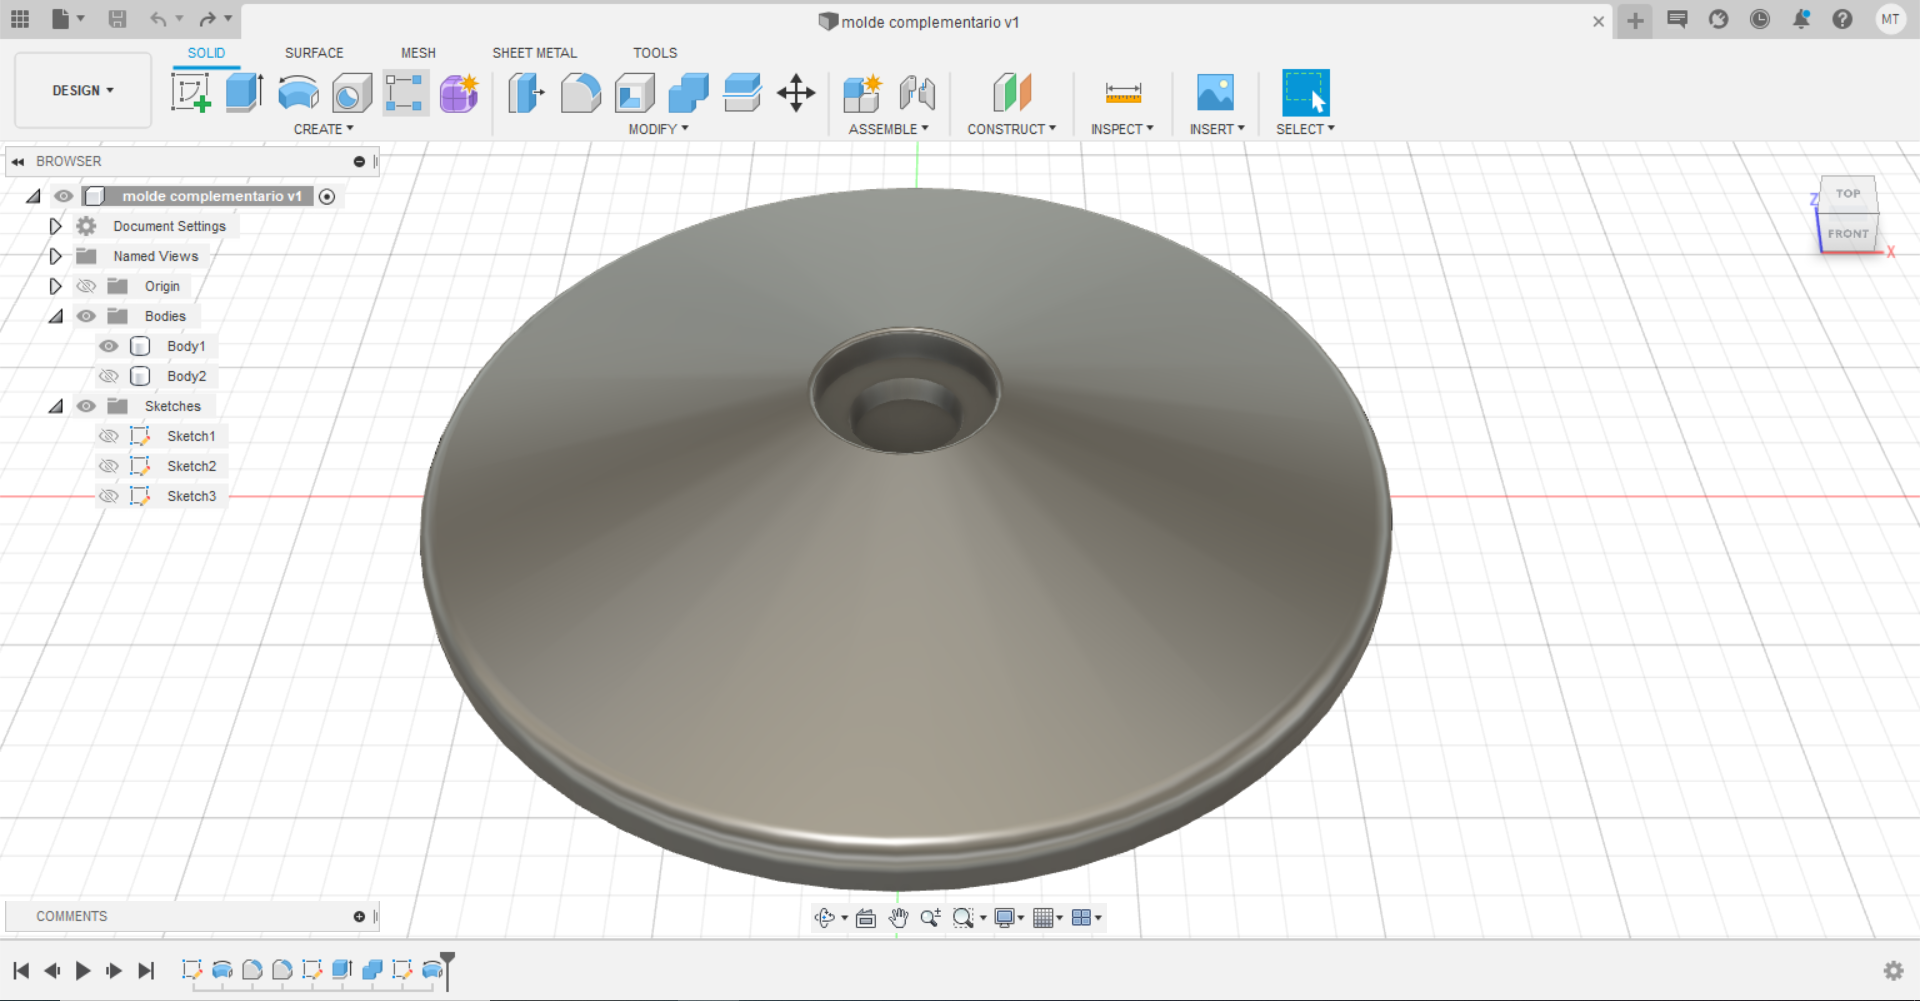 molde complementario v1
MT
SOLID SURFACE MESH SHEET METAL TOOLS
DESIGN
CREATE MODIFY ASSEMBLE CONSTRUCT INSPECT INSERT SELECT
BROWSER
molde complementario v1
Document Settings
Named Views
Origin
Bodies
Body1
Body2
Sketches
Sketch1
Sketch2
Sketch3
TOP
Z
FRONT
X
COMMENTS